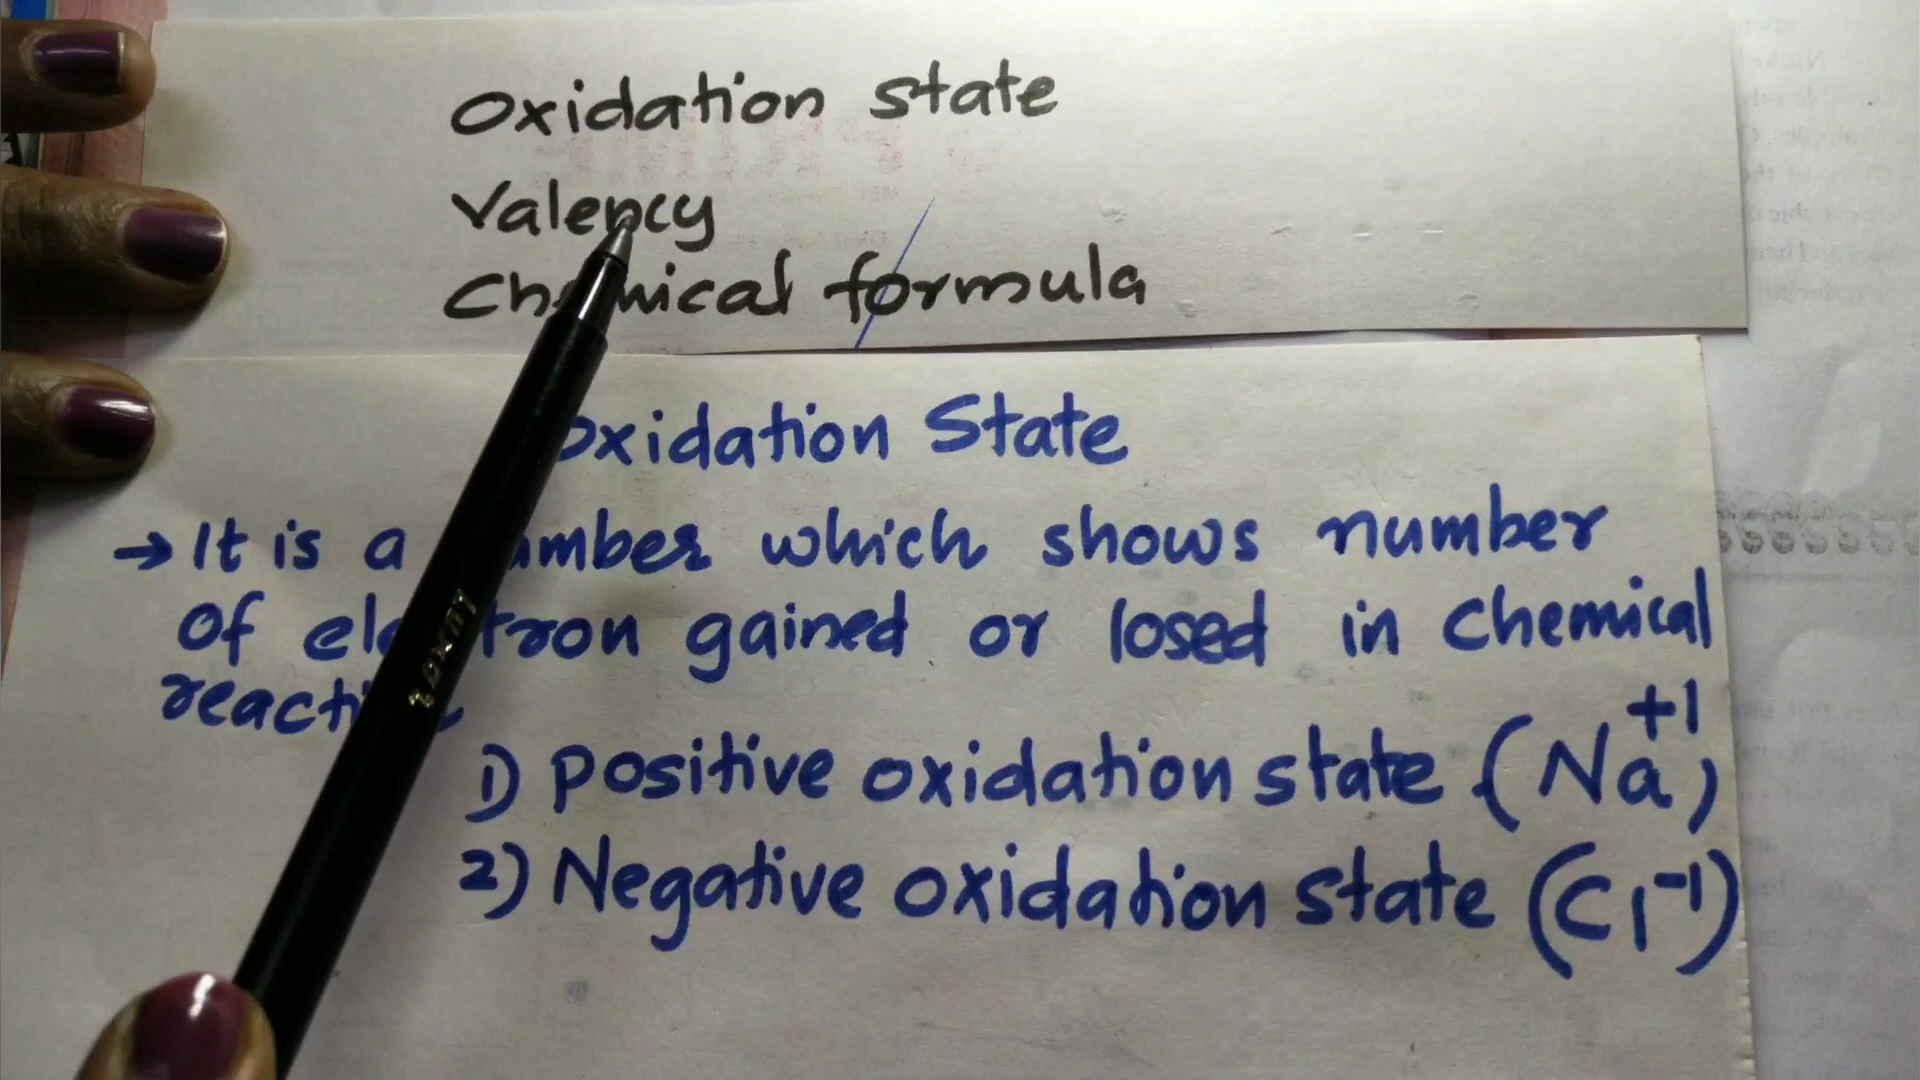 Oxidation state
Valency
Chemical formula
Oxidation State
→ It is a number which shows number
of electron gained or losed in chemical
reaction
1) positive oxidation state (Na+1)
2) Negative oxidation state (Cl-1)
LUXOR